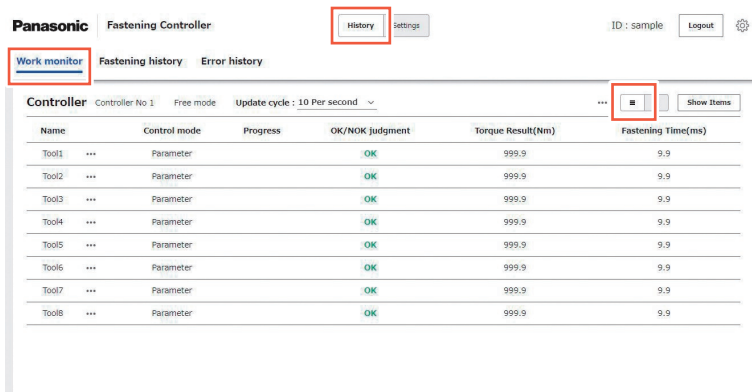 Panasonic Fastening Controller History Settings ID : sample Logout
Work monitor Fastening history Error history
Controller Controller No 1 Free mode Update cycle : 10 Per second ••• Show Items
Name Control mode Progress OK/NOK judgment Torque Result(Nm) Fastening Time(ms)
Tool1 ••• Parameter OK 999.9 9.9
Tool2 ••• Parameter OK 999.9 9.9
Tool3 ••• Parameter OK 999.9 9.9
Tool4 ••• Parameter OK 999.9 9.9
Tool5 ••• Parameter OK 999.9 9.9
Tool6 ••• Parameter OK 999.9 9.9
Tool7 ••• Parameter OK 999.9 9.9
Tool8 ••• Parameter OK 999.9 9.9